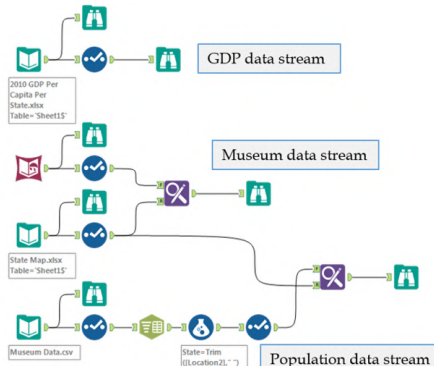 GDP data stream
2010 GDP Per
Capita Per
State.xlsx
Table=`Sheet1$`
Museum data stream
F
R
State Map.xlsx
Table=`Sheet1$`
F
R
Museum Data.csv
State=Trim
([Location2],"
Population data stream